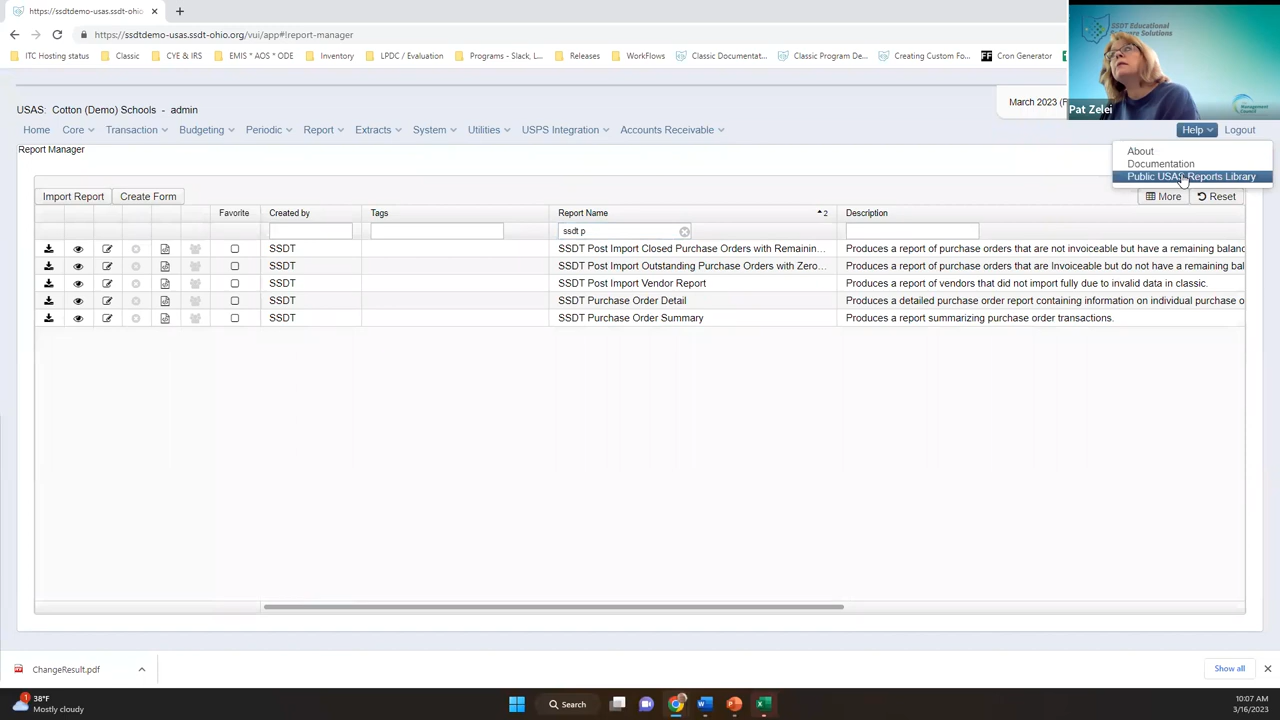 https://ssdtdemo-usas.ssdt-ohio
https://ssdtdemo-usas.ssdt-ohio.org/vui/app#!report-manager
ITC Hosting status Classic CYE & IRS EMIS * AOS * ODE Inventory LPDC / Evaluation Programs - Slack, L... Releases WorkFlows Classic Documentat... Classic Program De... Creating Custom Fo... FF Cron Generator
SSDT Educational
Software Solutions
Management
Council
Pat Zelei
USAS: Cotton (Demo) Schools - admin
March 2023 (F
Home Core Transaction Budgeting Periodic Report Extracts System Utilities USPS Integration Accounts Receivable Help Logout
Report Manager
About
Documentation
Public USAS Reports Library
Import Report Create Form More Reset
Favorite Created by Tags Report Name 2 Description
ssdt p
SSDT SSDT Post Import Closed Purchase Orders with Remainin... Produces a report of purchase orders that are not invoiceable but have a remaining balanc
SSDT SSDT Post Import Outstanding Purchase Orders with Zero... Produces a report of purchase orders that are Invoiceable but do not have a remaining bal
SSDT SSDT Post Import Vendor Report Produces a report of vendors that did not import fully due to invalid data in classic.
SSDT SSDT Purchase Order Detail Produces a detailed purchase order report containing information on individual purchase o
SSDT SSDT Purchase Order Summary Produces a report summarizing purchase order transactions.
ChangeResult.pdf Show all
1 38°F
Mostly cloudy
Search
10:07 AM
3/16/2023